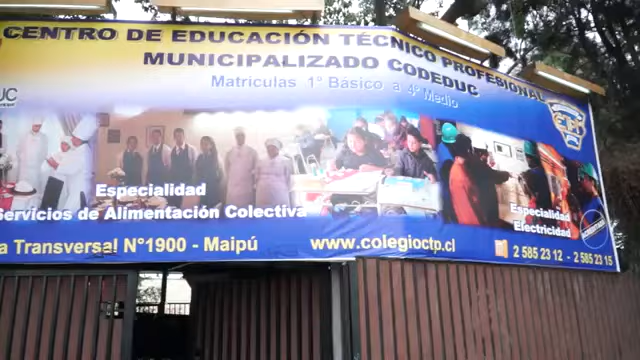 CENTRO DE EDUCACIÓN TÉCNICO PROFESIONAL
MUNICIPALIZADO CODEDUC
Matrículas 1° Básico a 4° Medio
UC
Especialidad
Servicios de Alimentación Colectiva
Especialidad
Electricidad
a Transversal N°1900 - Maipú
www.colegioctp.cl
2 585 23 12 - 2 585 23 15